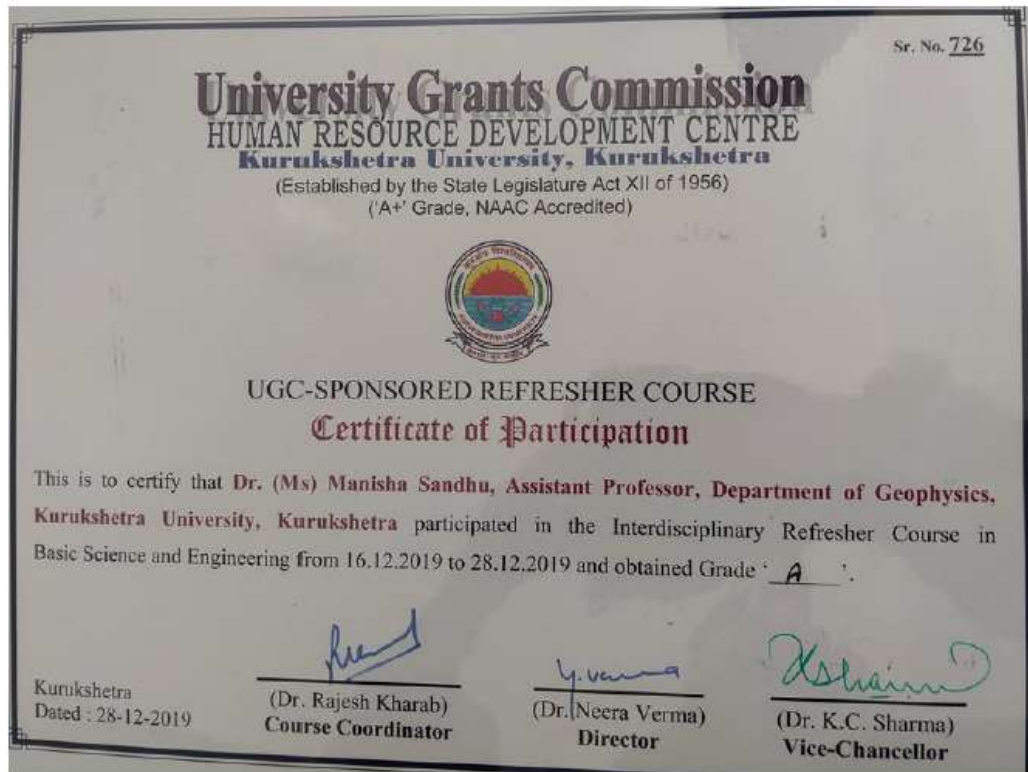 Sr. No. 726
University Grants Commission
HUMAN RESOURCE DEVELOPMENT CENTRE
Kurukshetra University, Kurukshetra
(Established by the State Legislature Act XII of 1956)
('A+' Grade, NAAC Accredited)
UGC-SPONSORED REFRESHER COURSE
Certificate of Participation
This is to certify that Dr. (Ms) Manisha Sandhu, Assistant Professor, Department of Geophysics,
Kurukshetra University, Kurukshetra participated in the Interdisciplinary Refresher Course in
Basic Science and Engineering from 16.12.2019 to 28.12.2019 and obtained Grade ' A '.
Kurukshetra
Dated : 28-12-2019
(Dr. Rajesh Kharab)
Course Coordinator
(Dr. Neera Verma)
Director
(Dr. K.C. Sharma)
Vice-Chancellor